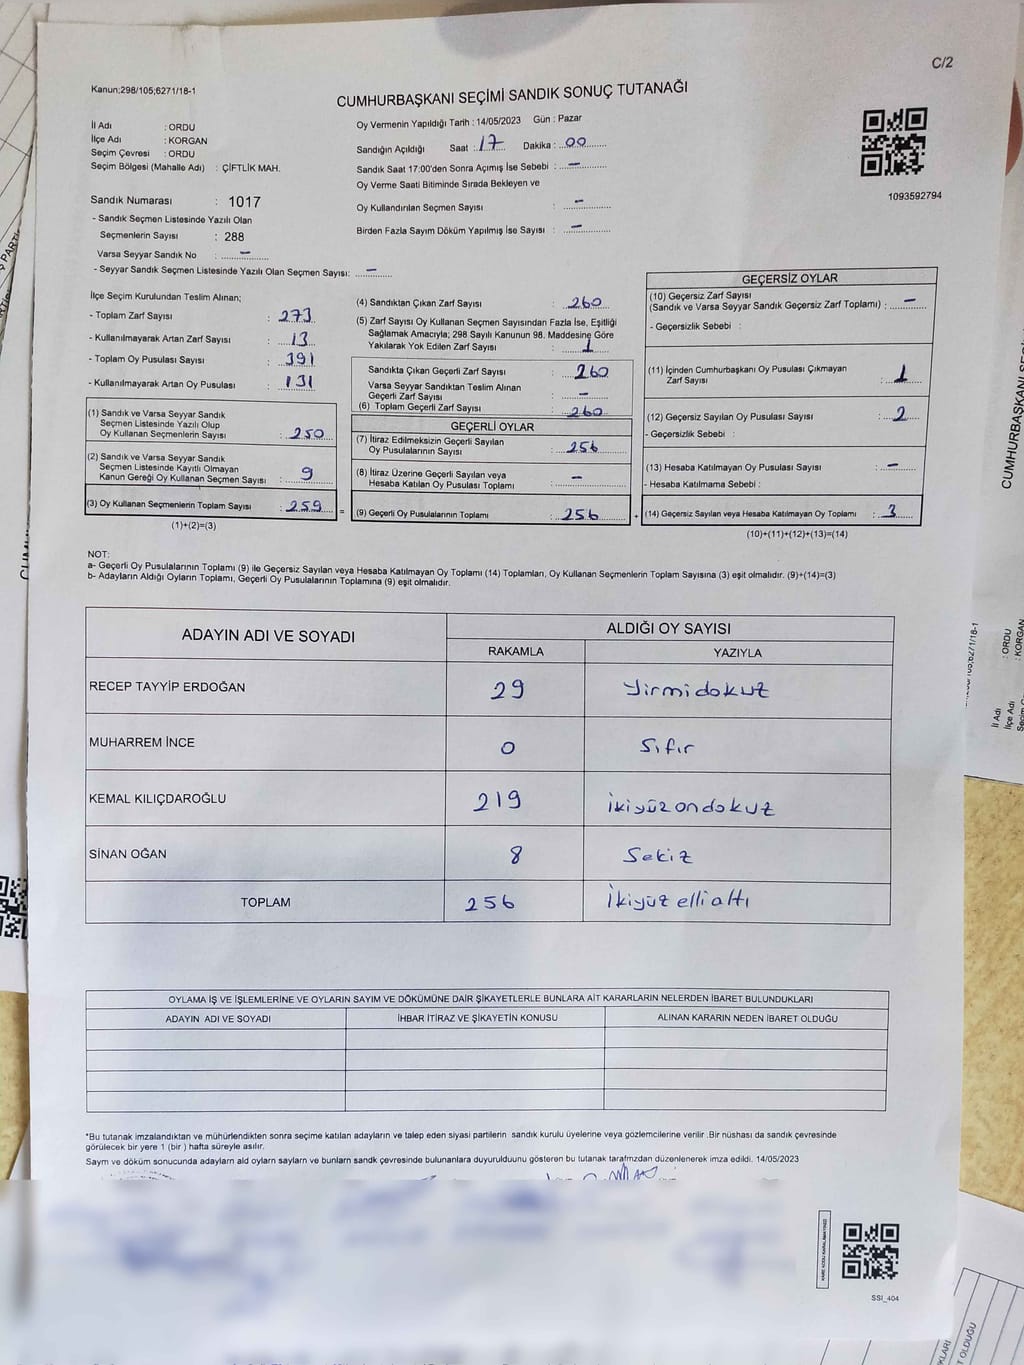 C/2
Kanun;298/105;6271/18-1
CUMHURBAŞKANI SEÇİMİ SANDIK SONUÇ TUTANAĞI
İl Adı : ORDU
İlçe Adı : KORGAN
Seçim Çevresi : ORDU
Seçim Bölgesi (Mahalle Adı) : ÇİFTLİK MAH.
Sandık Numarası : 1017
- Sandık Seçmen Listesinde Yazılı Olan
Seçmenlerin Sayısı : 288
Varsa Seyyar Sandık No : –
- Seyyar Sandık Seçmen Listesinde Yazılı Olan Seçmen Sayısı: –
Oy Vermenin Yapıldığı Tarih : 14/05/2023 Gün : Pazar
Sandığın Açıldığı Saat : 17 Dakika : 00
Sandık Saat 17:00'den Sonra Açımış İse Sebebi : –
Oy Verme Saati Bitiminde Sırada Bekleyen ve
Oy Kullandırılan Seçmen Sayısı : –
Birden Fazla Sayım Döküm Yapılmış İse Sayısı : –
1093592794
İlçe Seçim Kurulundan Teslim Alınan;
- Toplam Zarf Sayısı : 273
- Kullanılmayarak Artan Zarf Sayısı : 13
- Toplam Oy Pusulası Sayısı : 391
- Kullanılmayarak Artan Oy Pusulası : 131
(1) Sandık ve Varsa Seyyar Sandık
Seçmen Listesinde Yazılı Olup
Oy Kullanan Seçmenlerin Sayısı : 250
(2) Sandık ve Varsa Seyyar Sandık
Seçmen Listesinde Kayıtlı Olmayan
Kanun Gereği Oy Kullanan Seçmen Sayısı : 9
(3) Oy Kullanan Seçmenlerin Toplam Sayısı : 259 =
(1)+(2)=(3)
(4) Sandıktan Çıkan Zarf Sayısı : 260
(5) Zarf Sayısı Oy Kullanan Seçmen Sayısından Fazla İse, Eşitliği
Sağlamak Amacıyla; 298 Sayılı Kanunun 98. Maddesine Göre
Yakılarak Yok Edilen Zarf Sayısı : 1
Sandıkta Çıkan Geçerli Zarf Sayısı : 260
Varsa Seyyar Sandıktan Teslim Alınan
Geçerli Zarf Sayısı : –
(6) Toplam Geçerli Zarf Sayısı : 260
GEÇERLİ OYLAR
(7) İtiraz Edilmeksizin Geçerli Sayılan
Oy Pusulalarının Sayısı : 256
(8) İtiraz Üzerine Geçerli Sayılan veya
Hesaba Katılan Oy Pusulası Toplamı : –
(9) Geçerli Oy Pusulalarının Toplamı : 256 +
GEÇERSİZ OYLAR
(10) Geçersiz Zarf Sayısı
(Sandık ve Varsa Seyyar Sandık Geçersiz Zarf Toplamı) : –
- Geçersizlik Sebebi :
(11) İçinden Cumhurbaşkanı Oy Pusulası Çıkmayan
Zarf Sayısı : 1
(12) Geçersiz Sayılan Oy Pusulası Sayısı : 2
- Geçersizlik Sebebi :
(13) Hesaba Katılmayan Oy Pusulası Sayısı : –
- Hesaba Katılmama Sebebi :
(14) Geçersiz Sayılan veya Hesaba Katılmayan Oy Toplamı : 3
(10)+(11)+(12)+(13)=(14)
NOT:
a- Geçerli Oy Pusulalarının Toplamı (9) ile Geçersiz Sayılan veya Hesaba Katılmayan Oy Toplamı (14) Toplamları, Oy Kullanan Seçmenlerin Toplam Sayısına (3) eşit olmalıdır. (9)+(14)=(3)
b- Adayların Aldığı Oyların Toplamı, Geçerli Oy Pusulalarının Toplamına (9) eşit olmalıdır.
ADAYIN ADI VE SOYADI ALDIĞI OY SAYISI
RAKAMLA YAZIYLA
RECEP TAYYİP ERDOĞAN 29 Yirmidokuz
MUHARREM İNCE 0 Sıfır
KEMAL KILIÇDAROĞLU 219 ikiyüzondokuz
SİNAN OĞAN 8 Sekiz
TOPLAM 256 İkiyüz elli altı
OYLAMA İŞ VE İŞLEMLERİNE VE OYLARIN SAYIM VE DÖKÜMÜNE DAİR ŞİKAYETLERLE BUNLARA AİT KARARLARIN NELERDEN İBARET BULUNDUKLARI
ADAYIN ADI VE SOYADI İHBAR İTİRAZ VE ŞİKAYETİN KONUSU ALINAN KARARIN NEDEN İBARET OLDUĞU
*Bu tutanak imzalandıktan ve mühürlendikten sonra seçime katılan adayların ve talep eden siyasi partilerin sandık kurulu üyelerine veya gözlemcilerine verilir .Bir nüshası da sandık çevresinde
görülecek bir yere 1 (bir ) hafta süreyle asılır.
Sayım ve döküm sonucunda adayların ald oyların sayların ve bunların sandk çevresinde bulunanlara duyurulduunu gösteren bu tutanak tarafmzdan düzenlenerek imza edildi. 14/05/2023
SSI_404
CUMHURBAŞKANI
İl Adı : ORDU
İlçe Adı : KORGAN
OLDUĞU